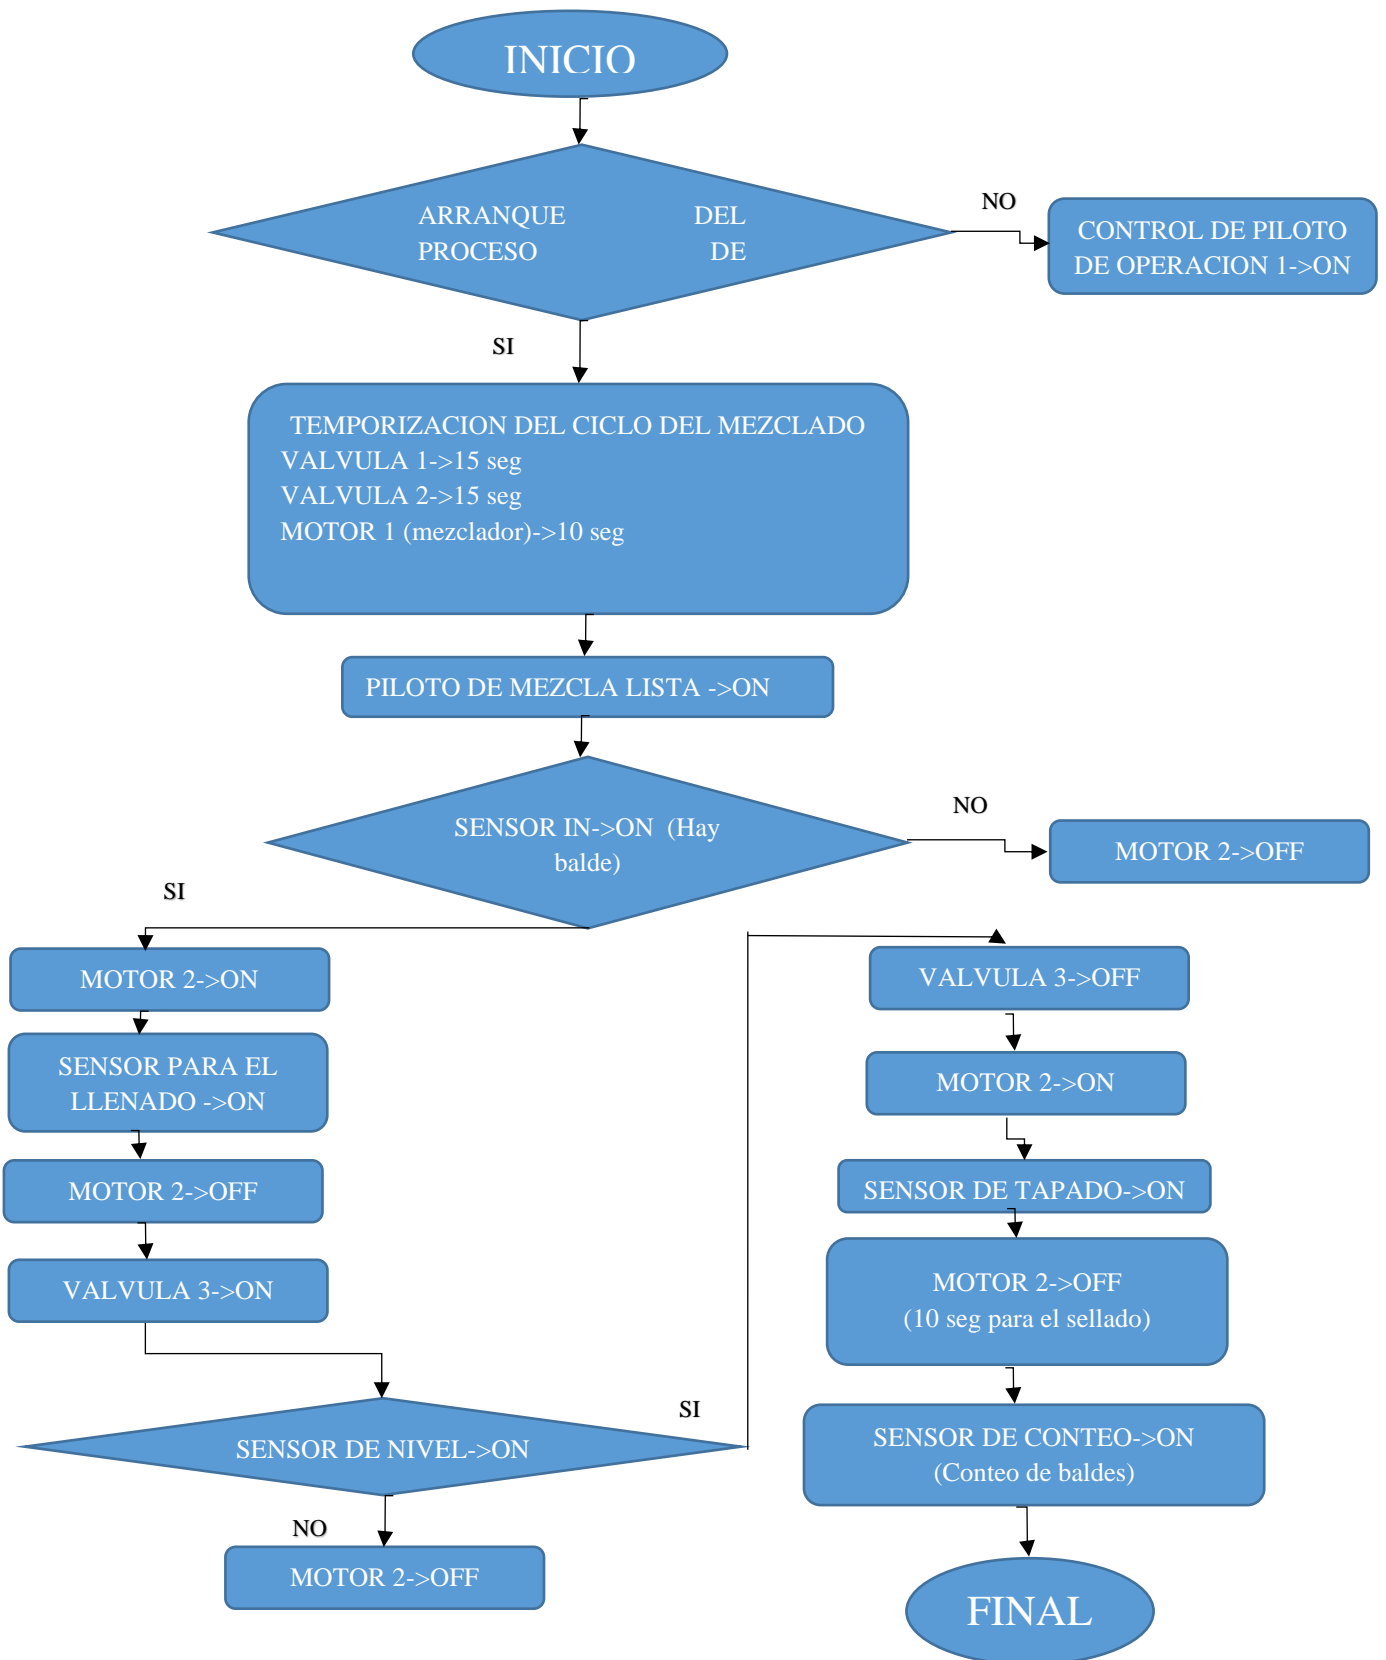 INICIO
ARRANQUE DEL
PROCESO DE
NO
CONTROL DE PILOTO
DE OPERACION 1->ON
SI
TEMPORIZACION DEL CICLO DEL MEZCLADO
VALVULA 1->15 seg
VALVULA 2->15 seg
MOTOR 1 (mezclador)->10 seg
PILOTO DE MEZCLA LISTA ->ON
SENSOR IN->ON (Hay
balde)
NO
MOTOR 2->OFF
SI
MOTOR 2->ON
SENSOR PARA EL
LLENADO ->ON
MOTOR 2->OFF
VALVULA 3->ON
SENSOR DE NIVEL->ON
NO
MOTOR 2->OFF
SI
VALVULA 3->OFF
MOTOR 2->ON
SENSOR DE TAPADO->ON
MOTOR 2->OFF
(10 seg para el sellado)
SENSOR DE CONTEO->ON
(Conteo de baldes)
FINAL